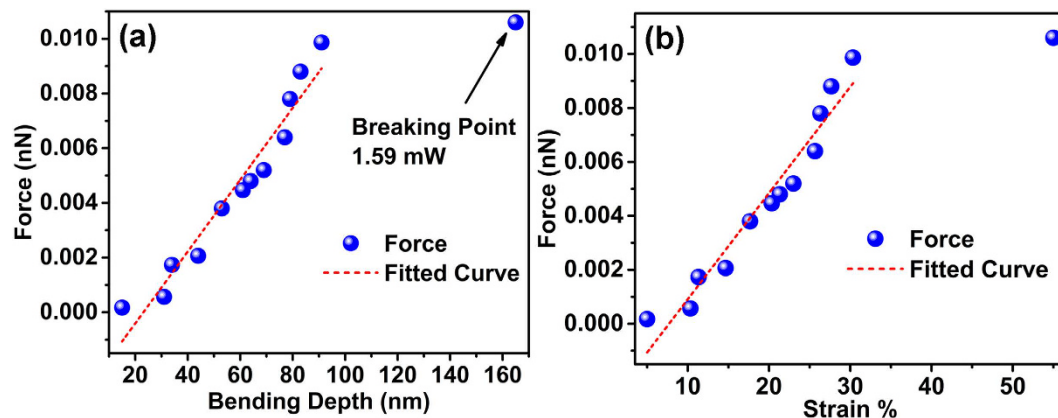 (a)
0.010
0.008
0.006
0.004
0.002
0.000
Force (nN)
Breaking Point
1.59 mW
Force
Fitted Curve
20 40 60 80 100 120 140 160
Bending Depth (nm)
(b)
0.010
0.008
0.006
0.004
0.002
0.000
Force (nN)
Force
Fitted Curve
10 20 30 40 50
Strain %